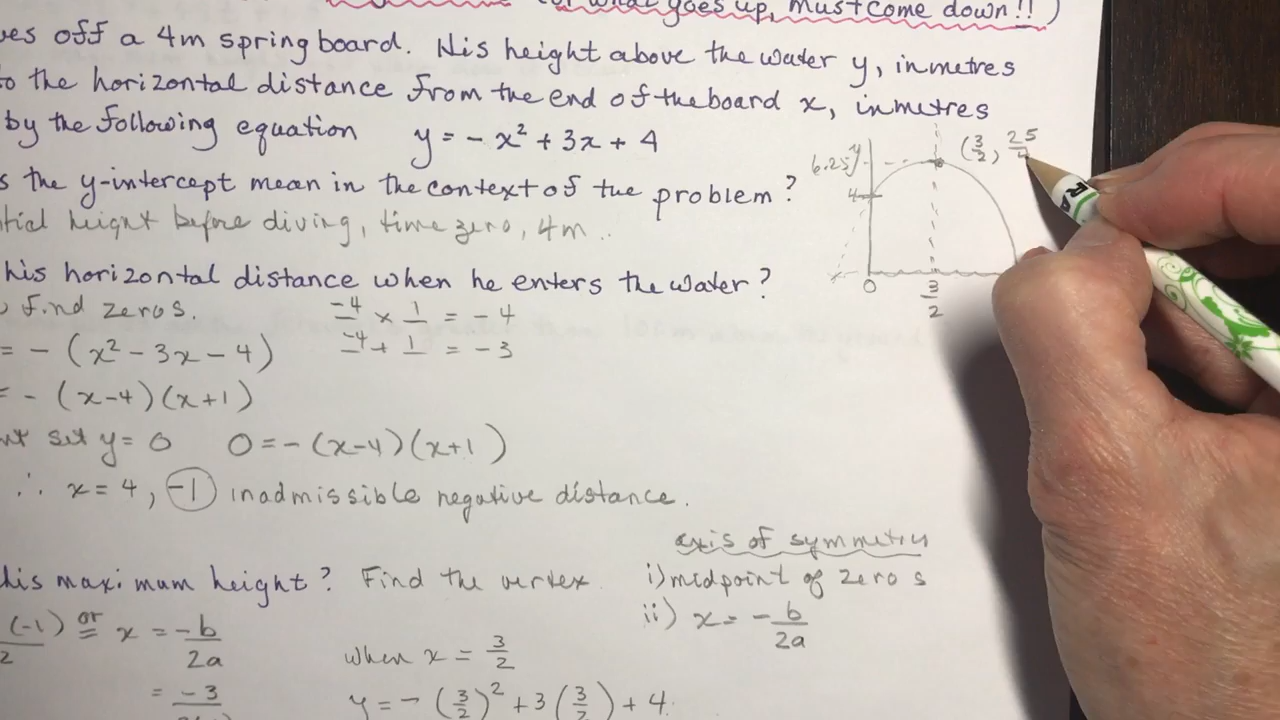 for what goes up, must come down!! )
ves off a 4m springboard. His height above the water y, in metres
to the horizontal distance from the end of the board x, in metres
by the following equation y = - x² + 3x + 4
s the y-intercept mean in the context of the problem?
tial height before diving, time zero, 4m..
his horizontal distance when he enters the water?
find zeros. -4 × 1 = -4
= - (x² - 3x - 4) -4 + 1 = -3
= - (x-4)(x+1)
set y = 0 0 = - (x-4)(x+1)
∴ x = 4, -1 inadmissible negative distance.
axis of symmetry
his maximum height? Find the vertex. i) midpoint of zeros
ii) x = -b/2a
(-1) or x = -b/2a
2
when x = 3/2
= -3
y = - (3/2)² + 3(3/2) + 4
6.25 y (3/2, 25/4
4
0 3/2